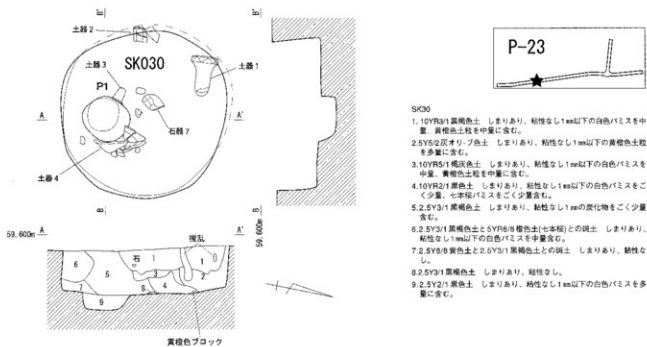 B'
B'
土器2
SK030
土器1
土器3
P1
石器7
A
A'
土器4
B
B
59,600m
A
A'
59,600m
撹乱
石
1
1
2
3
4
5
6
7
8
9
黄橙色ブロック
P-23
SK30
1. 10YR3/1黒褐色土 しまりあり、粘性なし1㎜以下の白色パミスを中
量、黄橙色土粒を中量に含む。
2.5Y5/2灰オリーブ色土 しまりあり、粘性なし1㎜以下の黄橙色土粒
を多量に含む。
3.10YR5/1褐灰色土 しまりあり、粘性なし1㎜以下の白色パミスを
中量、黄橙色土粒を中量に含む。
4.10YR2/1黒色土 しまりあり、粘性なし1㎜以下の白色パミスをご
く少量、七本桜パミスをごく少量含む。
5.2.5Y3/1黒褐色土 しまりあり、粘性なし1㎜の炭化物をごく少量
含む。
6.2.5Y3/1黒褐色土と5YR6/8橙色土(七本桜)との斑土 しまりあり、
粘性なし1㎜以下の白色パミスを中量含む。
7.2.5Y8/8黄色土と2.5Y3/1黒褐色土との斑土 しまりあり、粘性な
し。
8.2.5Y3/1黒褐色土 しまりあり、粘性なし。
9.2.5Y2/1黒色土 しまりあり、粘性なし1㎜以下の白色パミスを多
量に含む。